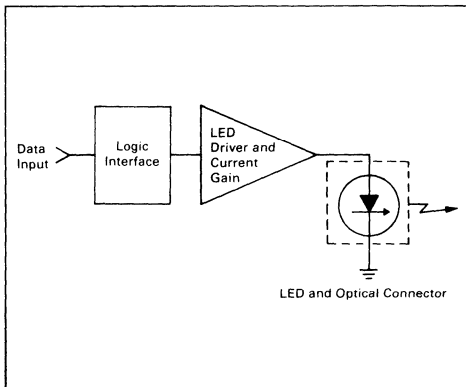 Data
Input
Logic
Interface
LED
Driver and
Current
Gain
LED and Optical Connector